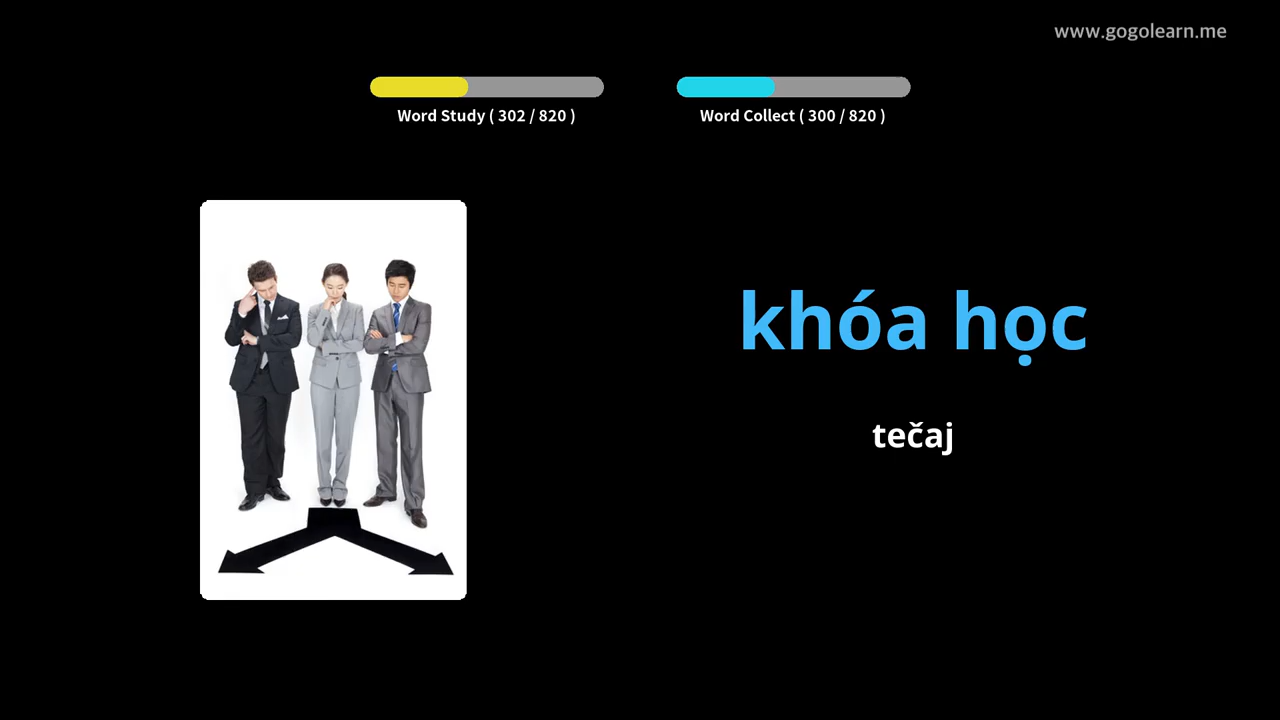 www.gogolearn.me
Word Study ( 302 / 820 )
Word Collect ( 300 / 820 )
khóa học
tečaj